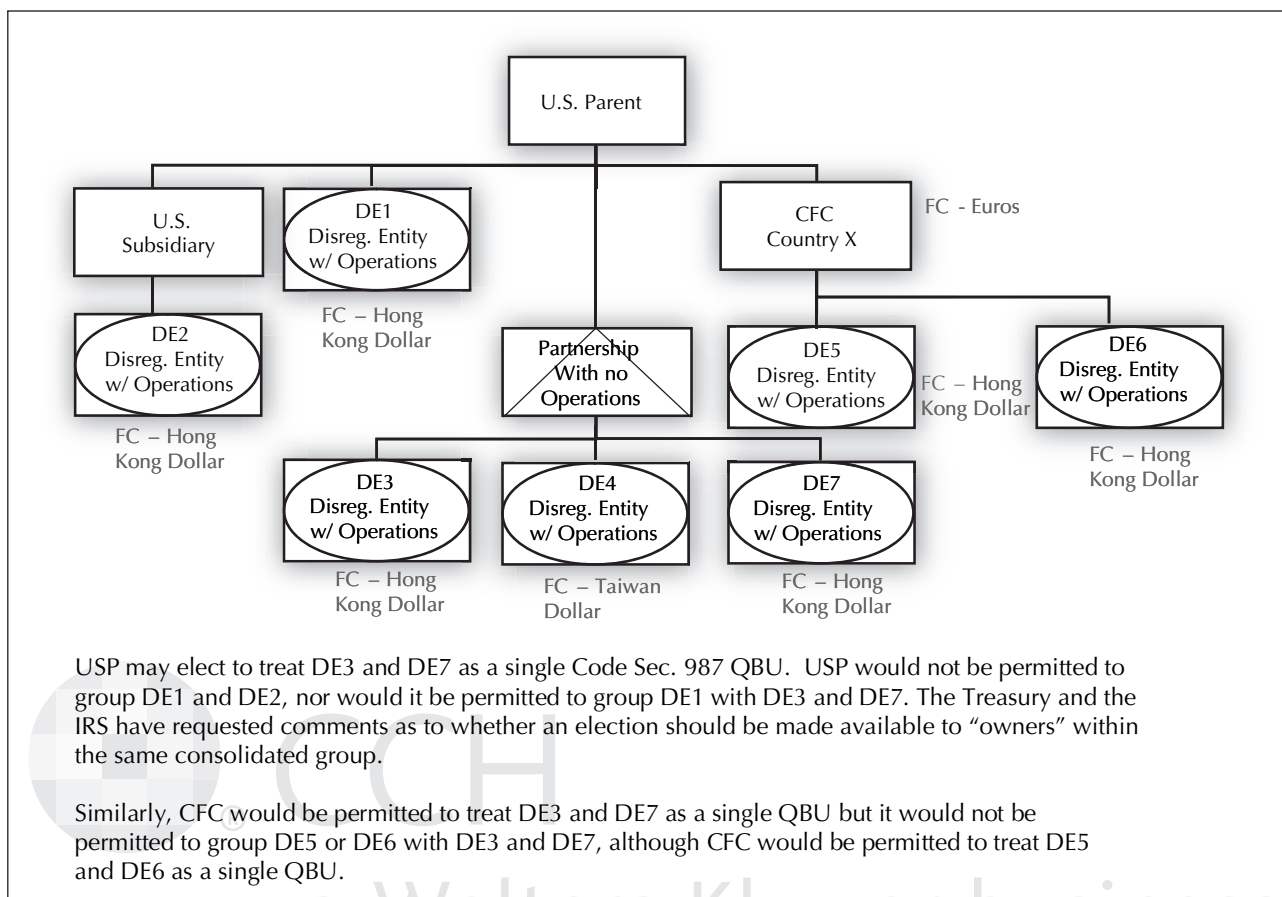 U.S. Parent
U.S.
Subsidiary
DE1
Disreg. Entity
w/ Operations
FC – Hong
Kong Dollar
CFC
Country X
FC - Euros
DE2
Disreg. Entity
w/ Operations
FC – Hong
Kong Dollar
Partnership
With no
Operations
DE5
Disreg. Entity
w/ Operations
FC – Hong
Kong Dollar
DE6
Disreg. Entity
w/ Operations
FC – Hong
Kong Dollar
DE3
Disreg. Entity
w/ Operations
FC – Hong
Kong Dollar
DE4
Disreg. Entity
w/ Operations
FC – Taiwan
Dollar
DE7
Disreg. Entity
w/ Operations
FC – Hong
Kong Dollar
USP may elect to treat DE3 and DE7 as a single Code Sec. 987 QBU. USP would not be permitted to
group DE1 and DE2, nor would it be permitted to group DE1 with DE3 and DE7. The Treasury and the
IRS have requested comments as to whether an election should be made available to “owners” within
the same consolidated group.
Similarly, CFC would be permitted to treat DE3 and DE7 as a single QBU but it would not be
permitted to group DE5 or DE6 with DE3 and DE7, although CFC would be permitted to treat DE5
and DE6 as a single QBU.
® CCH